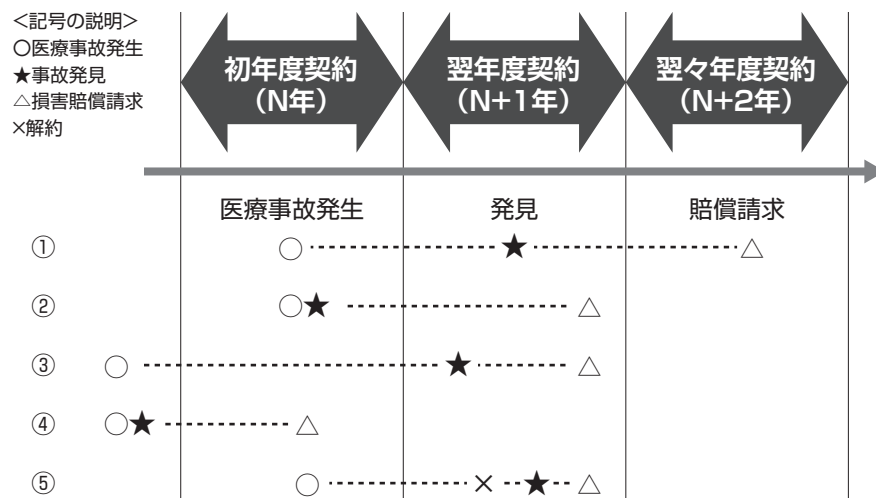 <記号の説明>
○医療事故発生
★事故発見
△損害賠償請求
×解約
初年度契約
（N年）
翌年度契約
（N+1年）
翌々年度契約
（N+2年）
医療事故発生 発見 賠償請求
①
②
③
④
⑤